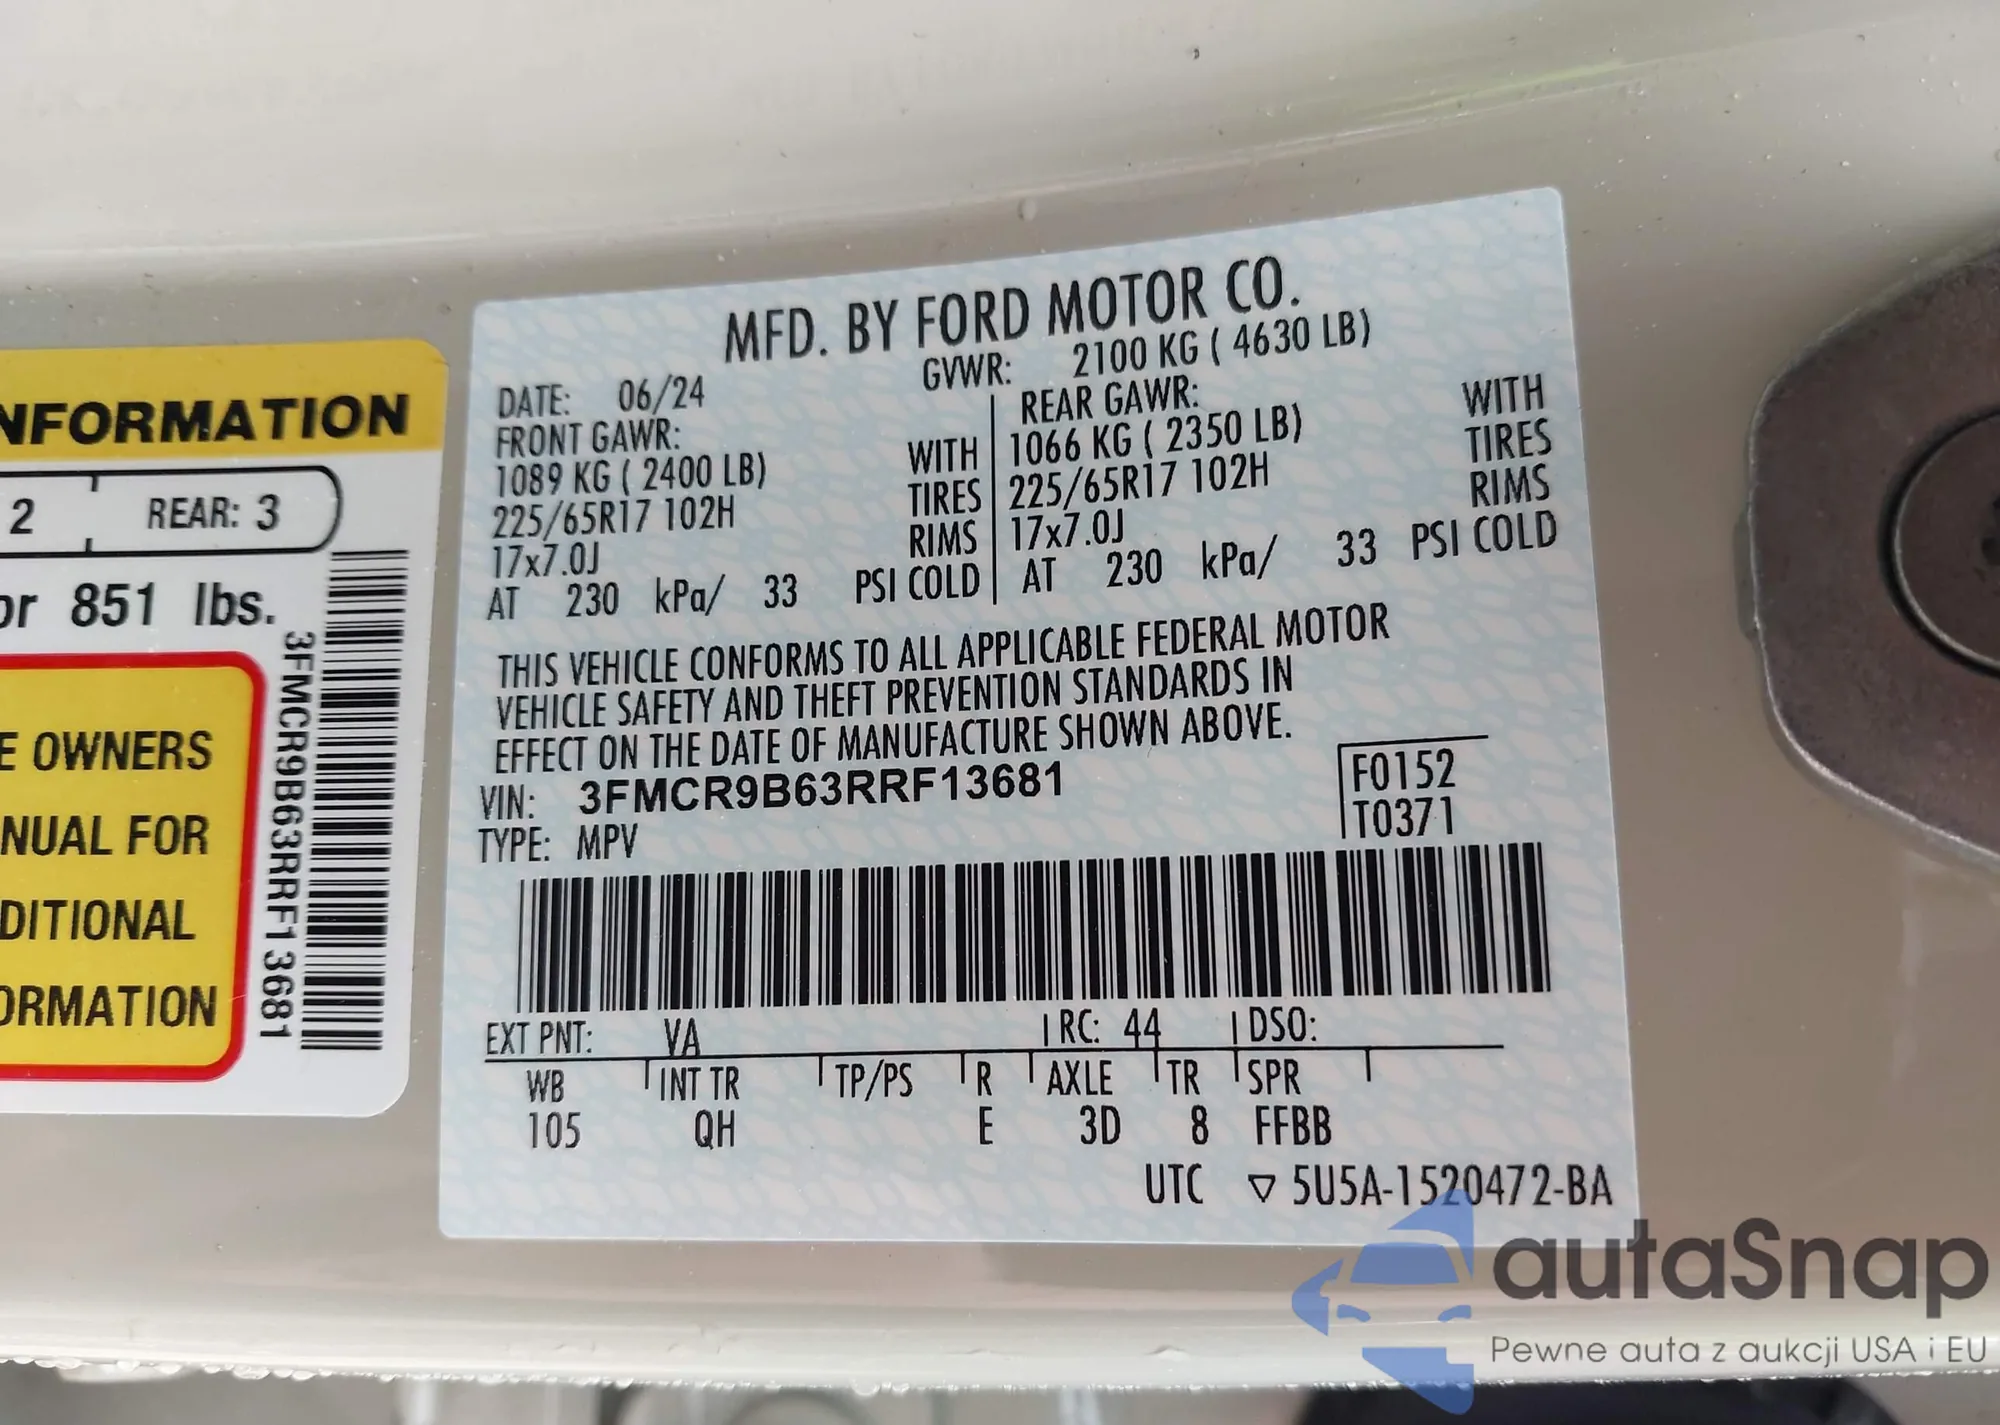 NFORMATION
2 REAR: 3
or 851 lbs.
E OWNERS
NUAL FOR
DITIONAL
ORMATION
3FMCR9B63RRF13681
MFD. BY FORD MOTOR CO.
DATE: 06/24 GVWR: 2100 KG ( 4630 LB)
FRONT GAWR: REAR GAWR:
1089 KG ( 2400 LB) WITH 1066 KG ( 2350 LB) WITH
225/65R17 102H TIRES 225/65R17 102H TIRES
17x7.0J RIMS 17x7.0J RIMS
AT 230 kPa/ 33 PSI COLD AT 230 kPa/ 33 PSI COLD
THIS VEHICLE CONFORMS TO ALL APPLICABLE FEDERAL MOTOR
VEHICLE SAFETY AND THEFT PREVENTION STANDARDS IN
EFFECT ON THE DATE OF MANUFACTURE SHOWN ABOVE.
VIN: 3FMCR9B63RRF13681 F0152
TYPE: MPV T0371
EXT PNT: VA RC: 44 DSO:
WB INT TR TP/PS R AXLE TR SPR
105 QH E 3D 8 FFBB
UTC ▽ 5U5A-1520472-BA
autaSnap
Pewne auta z aukcji USA i EU